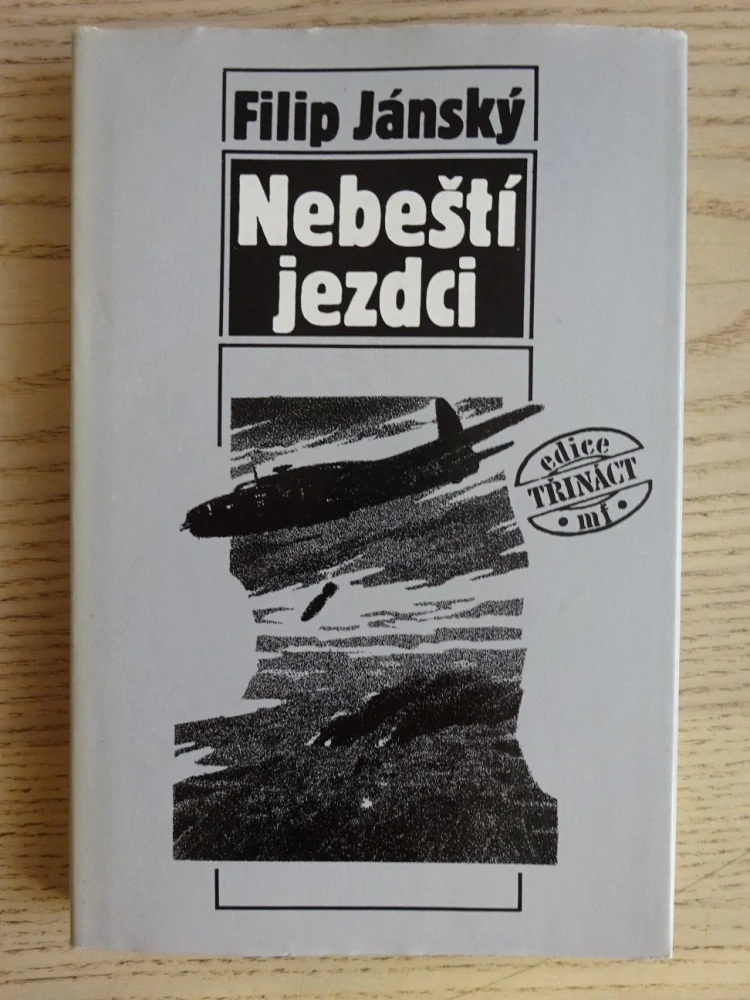 Filip Jánský
Nebeští
jezdci
edice
TŘINÁCT
• mf •